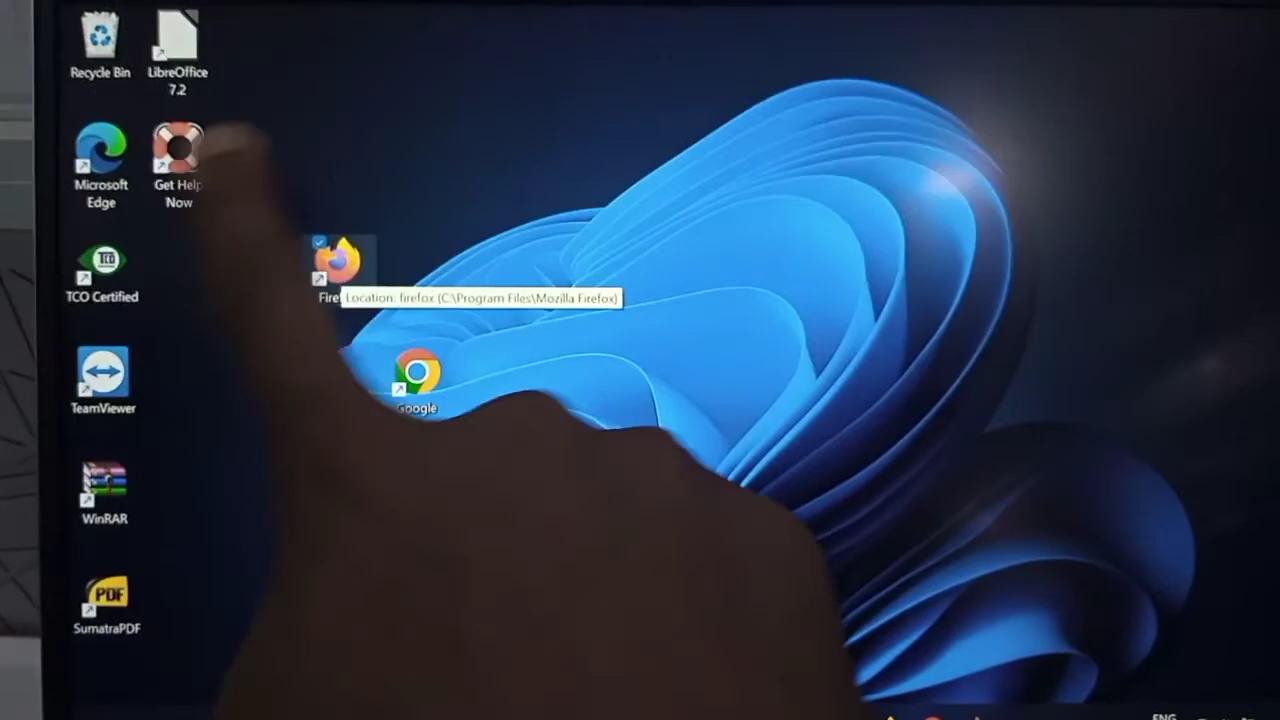 Recycle Bin
LibreOffice
7.2
Microsoft
Edge
Get Help
Now
TCO
TCO Certified
Location: firefox (C:\Program Files\Mozilla Firefox)
TeamViewer
Google
WinRAR
PDF
SumatraPDF
ENG